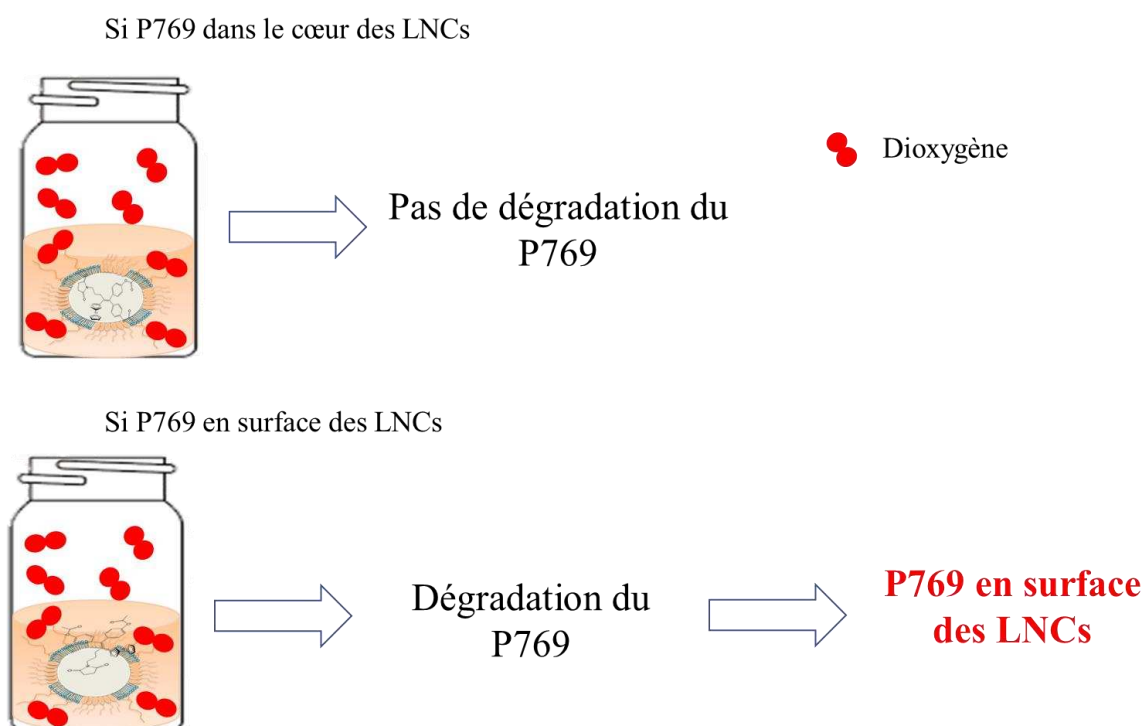 Si P769 dans le cœur des LNCs
Dioxygène
Pas de dégradation du
P769
Si P769 en surface des LNCs
Dégradation du
P769
P769 en surface
des LNCs